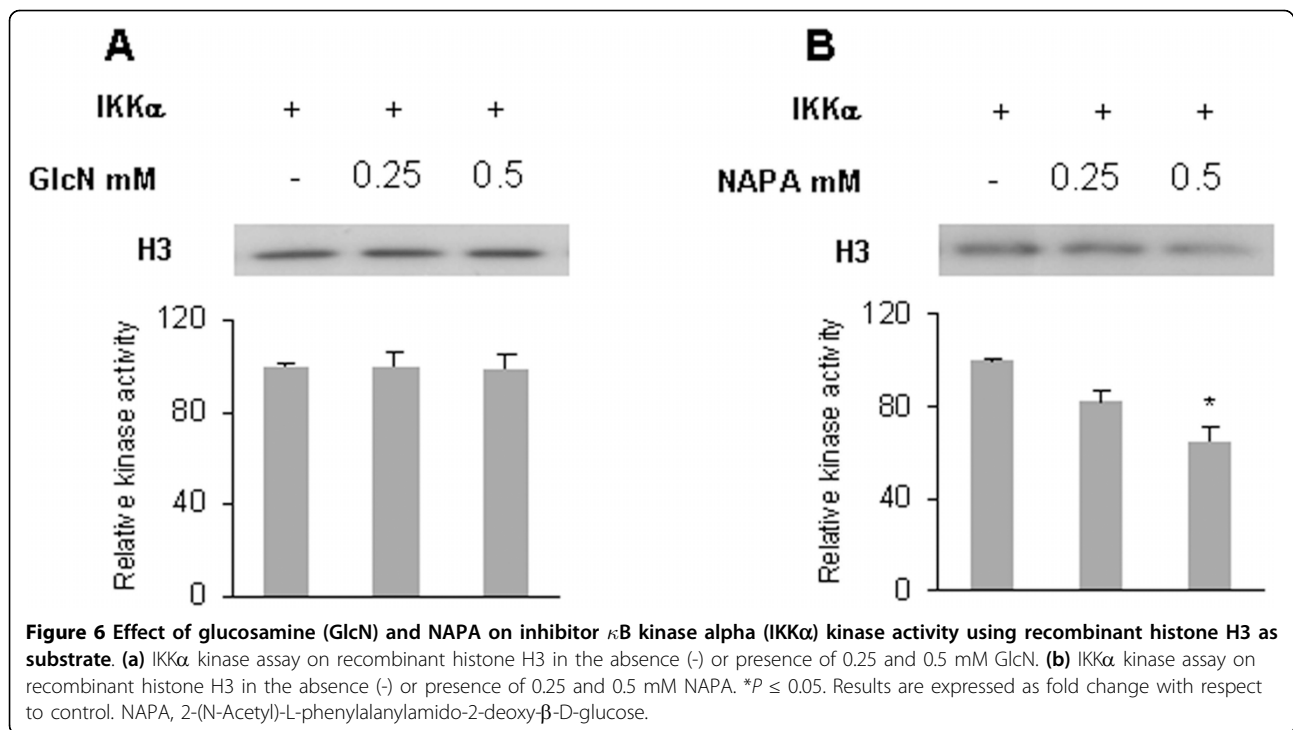 A
IKKα + + +
GlcN mM - 0.25 0.5
H3
Relative kinase activity
120
80
40
0
B
IKKα + + +
NAPA mM - 0.25 0.5
H3
Relative kinase activity
120
80
40
0
*
Figure 6 Effect of glucosamine (GlcN) and NAPA on inhibitor κB kinase alpha (IKKα) kinase activity using recombinant histone H3 as
substrate. (a) IKKα kinase assay on recombinant histone H3 in the absence (-) or presence of 0.25 and 0.5 mM GlcN. (b) IKKα kinase assay on
recombinant histone H3 in the absence (-) or presence of 0.25 and 0.5 mM NAPA. *P ≤ 0.05. Results are expressed as fold change with respect
to control. NAPA, 2-(N-Acetyl)-L-phenylalanylamido-2-deoxy-β-D-glucose.